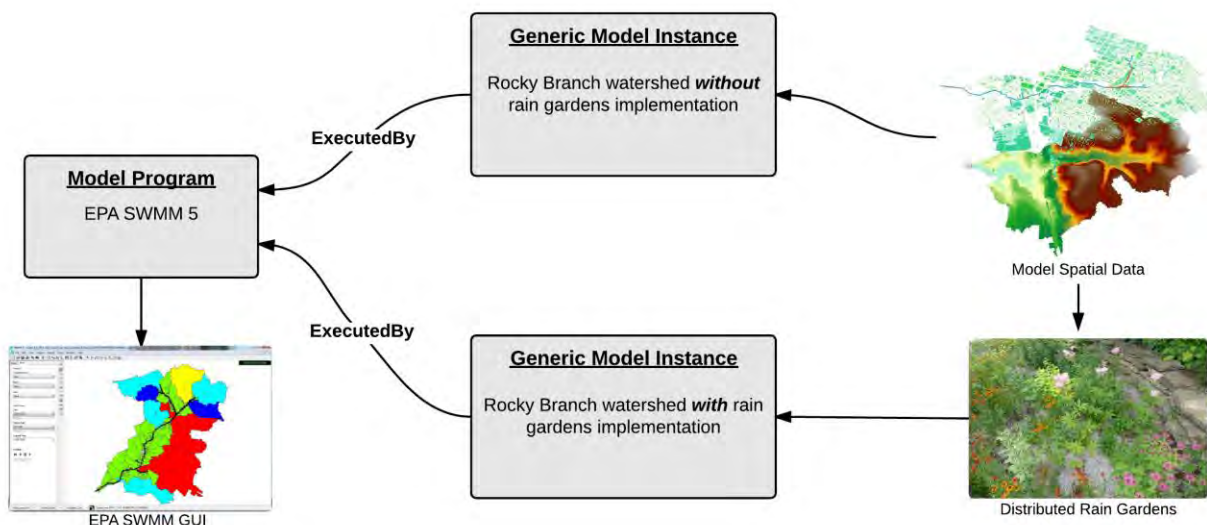 Generic Model Instance
Rocky Branch watershed without
rain gardens implementation
ExecutedBy
Model Program
EPA SWMM 5
Model Spatial Data
ExecutedBy
Generic Model Instance
Rocky Branch watershed with rain
gardens implementation
EPA SWMM GUI
Distributed Rain Gardens